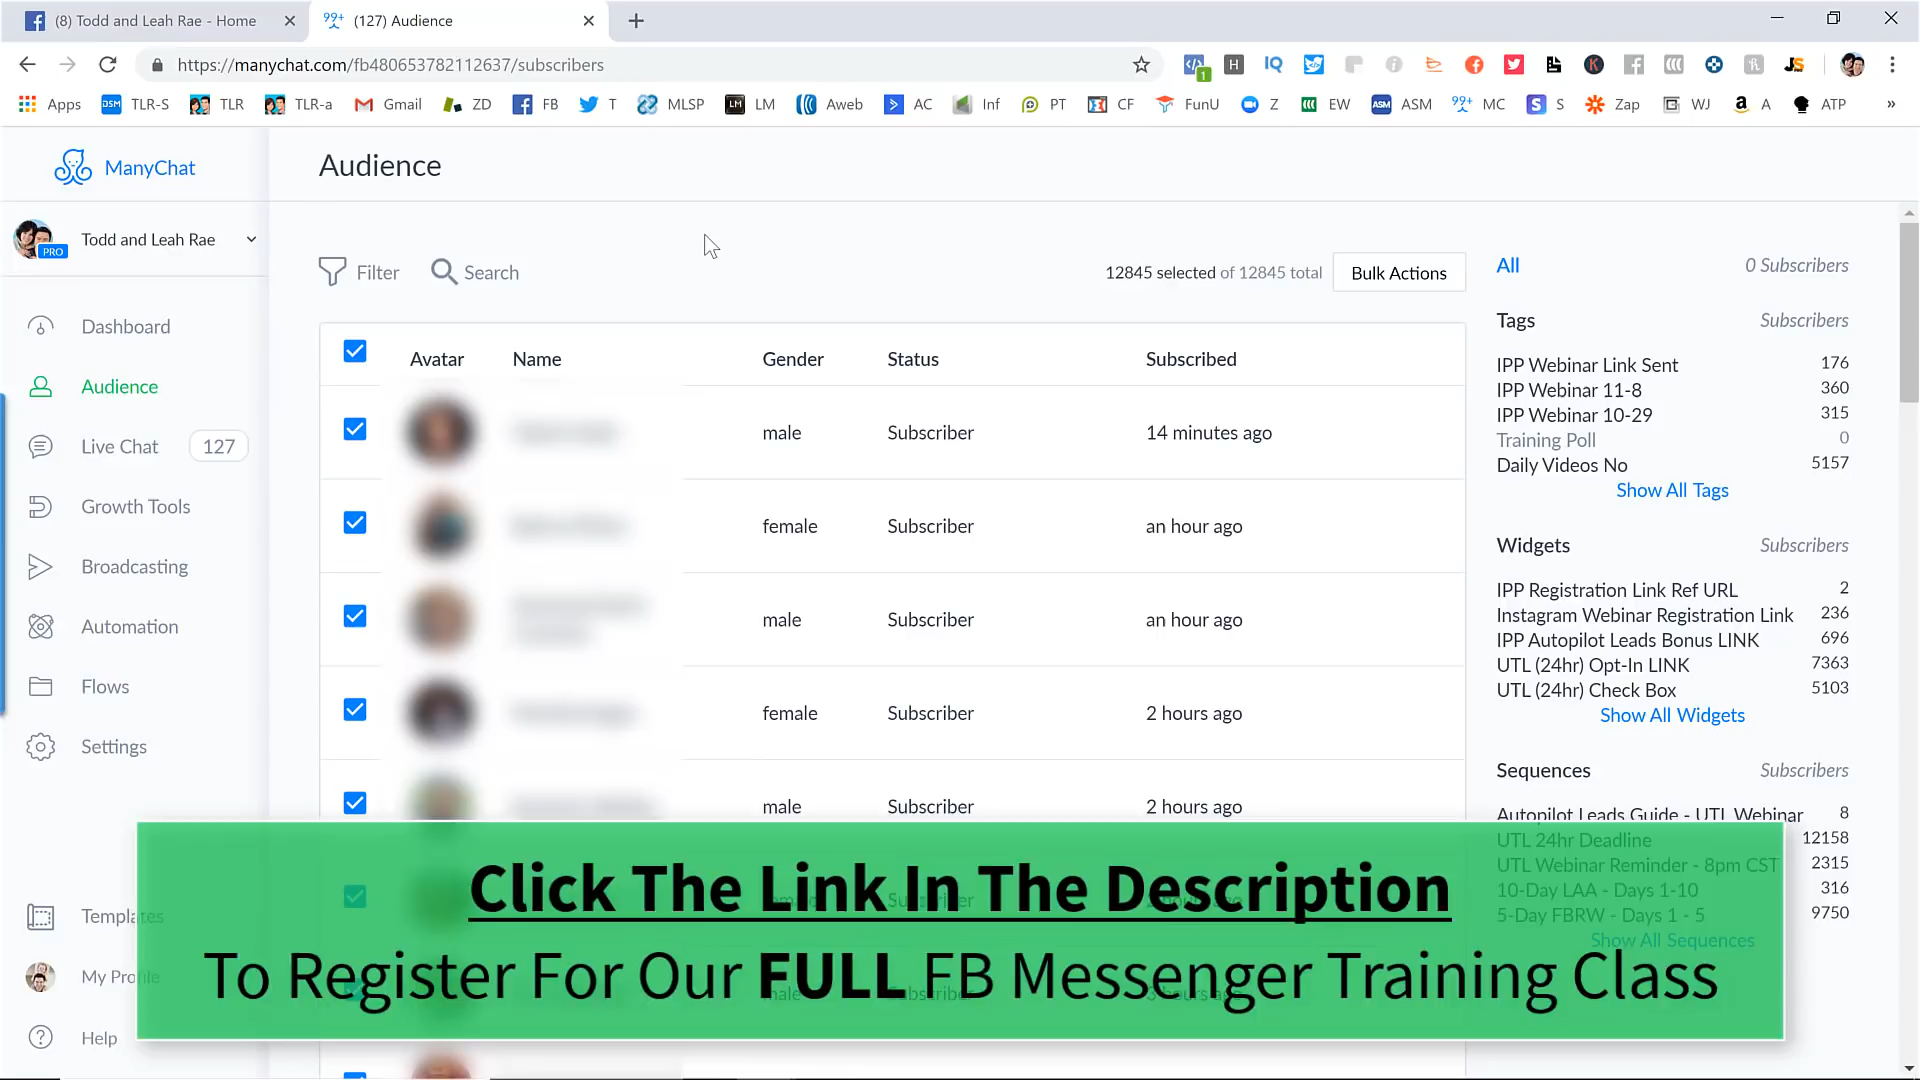 (8) Todd and Leah Rae - Home
99+ (127) Audience
https://manychat.com/fb480653782112637/subscribers
Apps DSM TLR-S TLR TLR-a Gmail ZD FB T MLSP LM LM Aweb AC Inf PT CF FunU Z EW ASM ASM 99+ MC S S Zap WJ A ATP »
ManyChat
Audience
Todd and Leah Rae
PRO
Filter Search
12845 selected of 12845 total
Bulk Actions
All 0 Subscribers
Dashboard
Audience
Live Chat 127
Growth Tools
Broadcasting
Automation
Flows
Settings
Templates
My Profile
Help
Avatar Name Gender Status Subscribed
male Subscriber 14 minutes ago
female Subscriber an hour ago
male Subscriber an hour ago
female Subscriber 2 hours ago
male Subscriber 2 hours ago
Tags Subscribers
IPP Webinar Link Sent 176
IPP Webinar 11-8 360
IPP Webinar 10-29 315
Training Poll 0
Daily Videos No 5157
Show All Tags
Widgets Subscribers
IPP Registration Link Ref URL 2
Instagram Webinar Registration Link 236
IPP Autopilot Leads Bonus LINK 696
UTL (24hr) Opt-In LINK 7363
UTL (24hr) Check Box 5103
Show All Widgets
Sequences Subscribers
Autopilot Leads Guide - UTL Webinar 8
UTL 24hr Deadline 12158
UTL Webinar Reminder - 8pm CST 2315
10-Day LAA - Days 1-10 316
5-Day FBRW - Days 1 - 5 9750
Show All Sequences
Click The Link In The Description
To Register For Our FULL FB Messenger Training Class